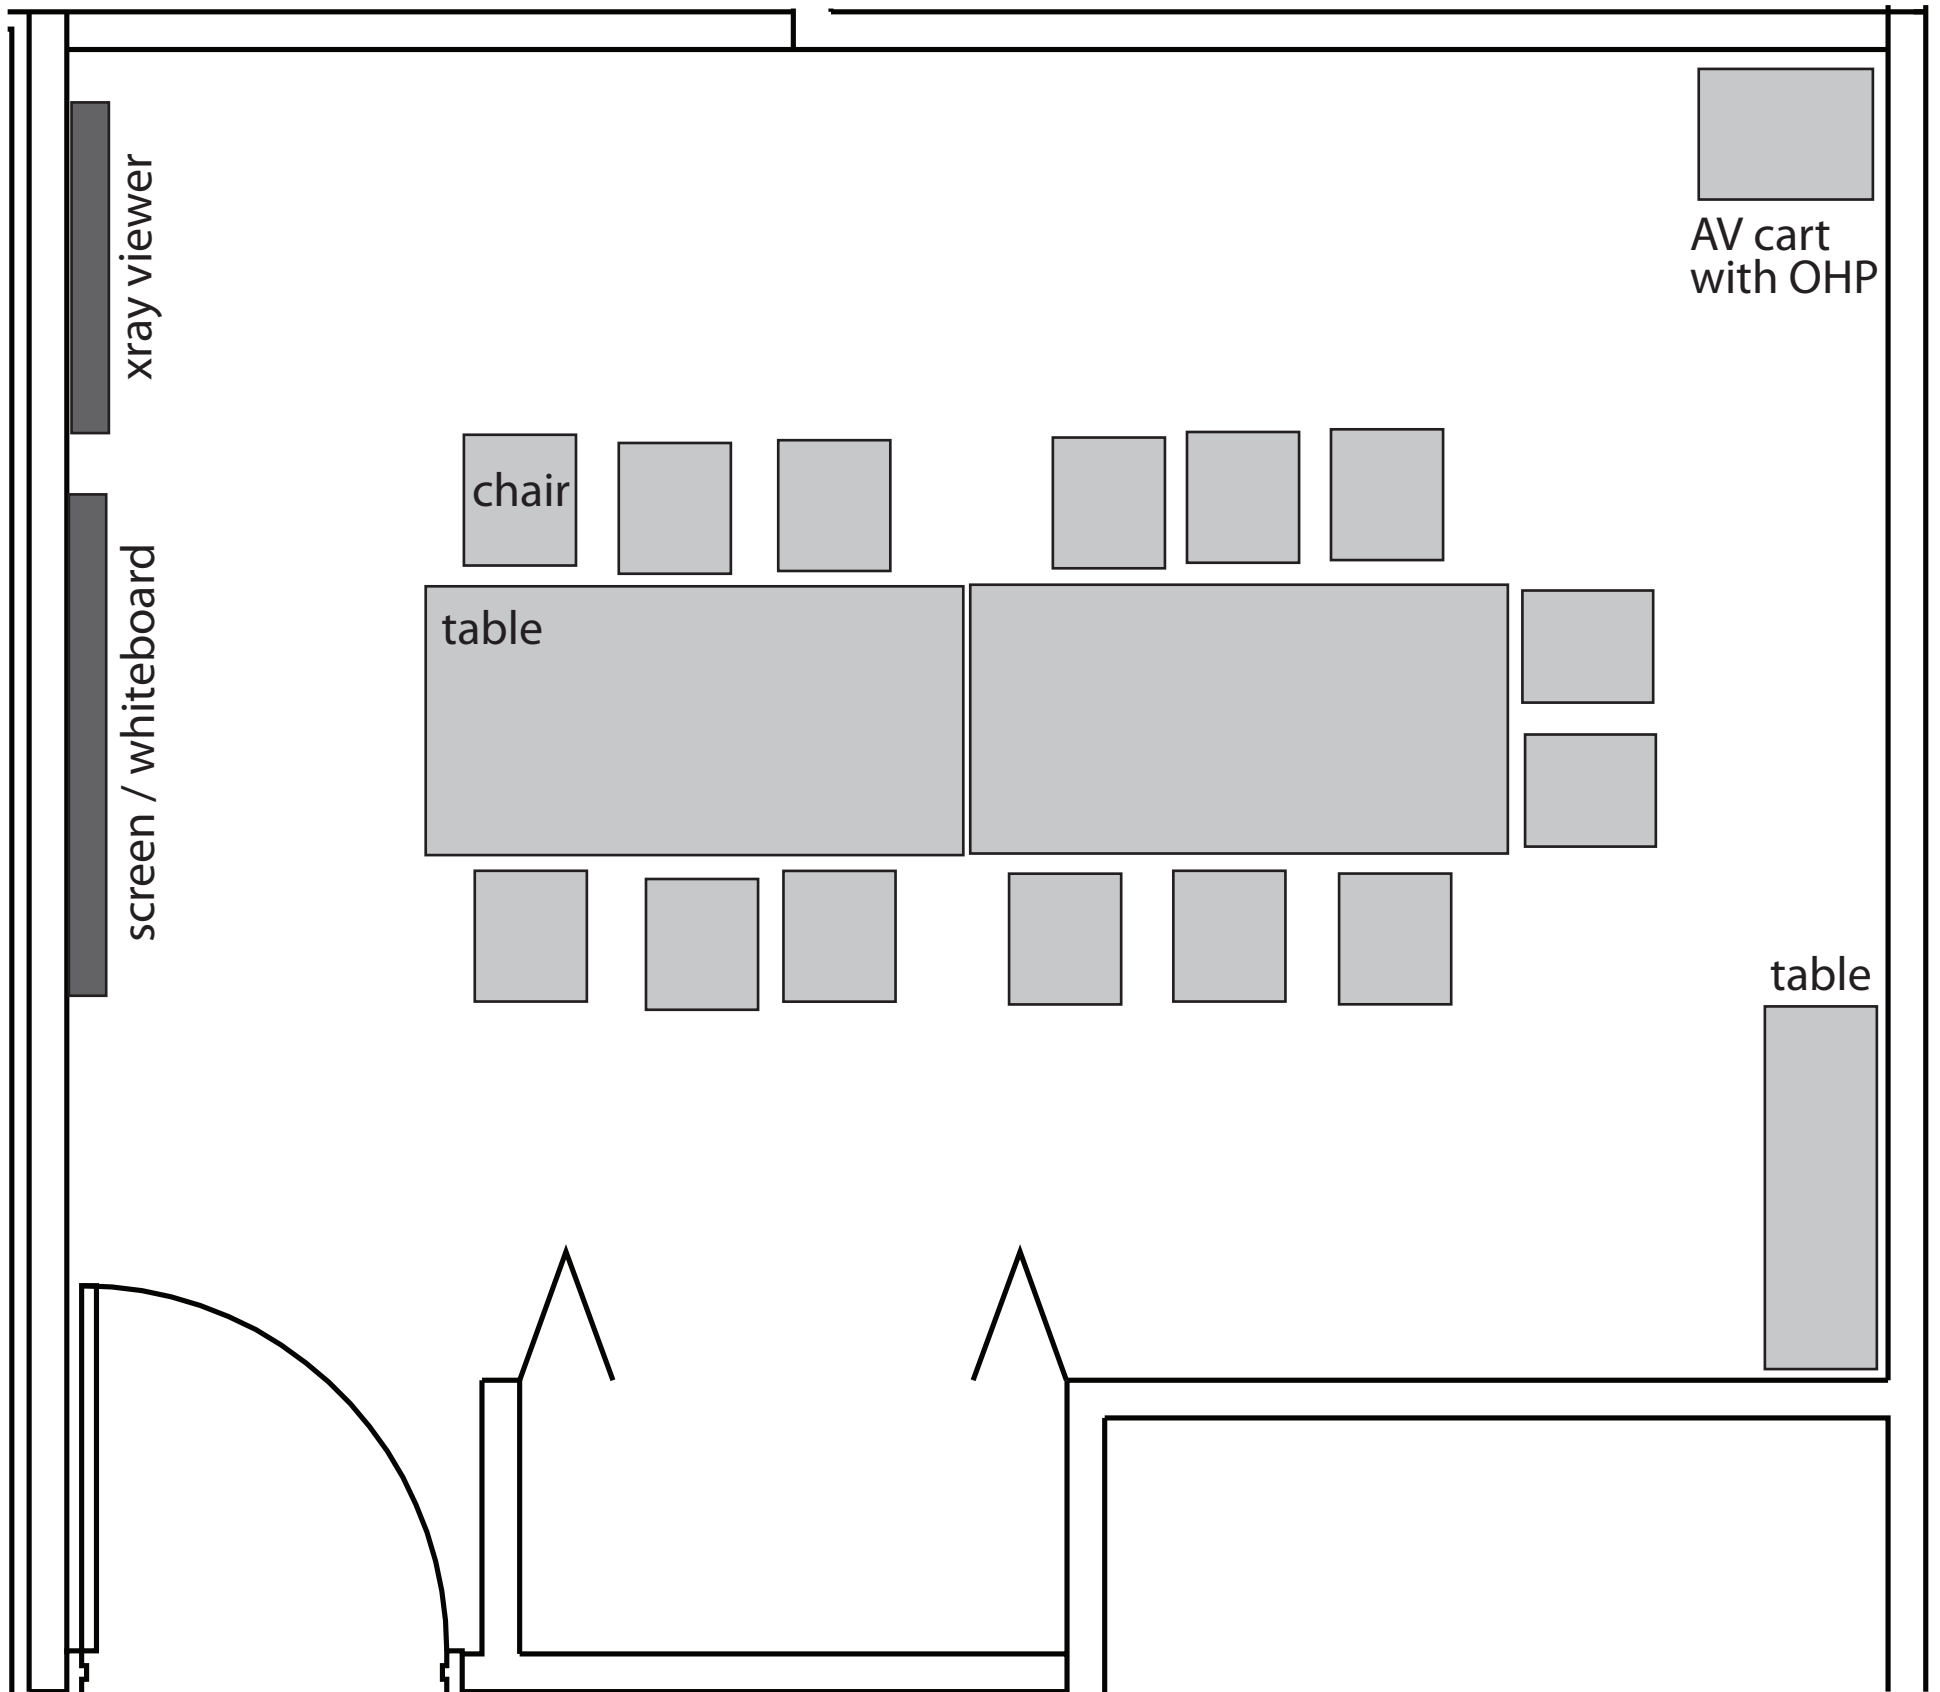 xray viewer
AV cart
with OHP
chair
table
screen / whiteboard
table